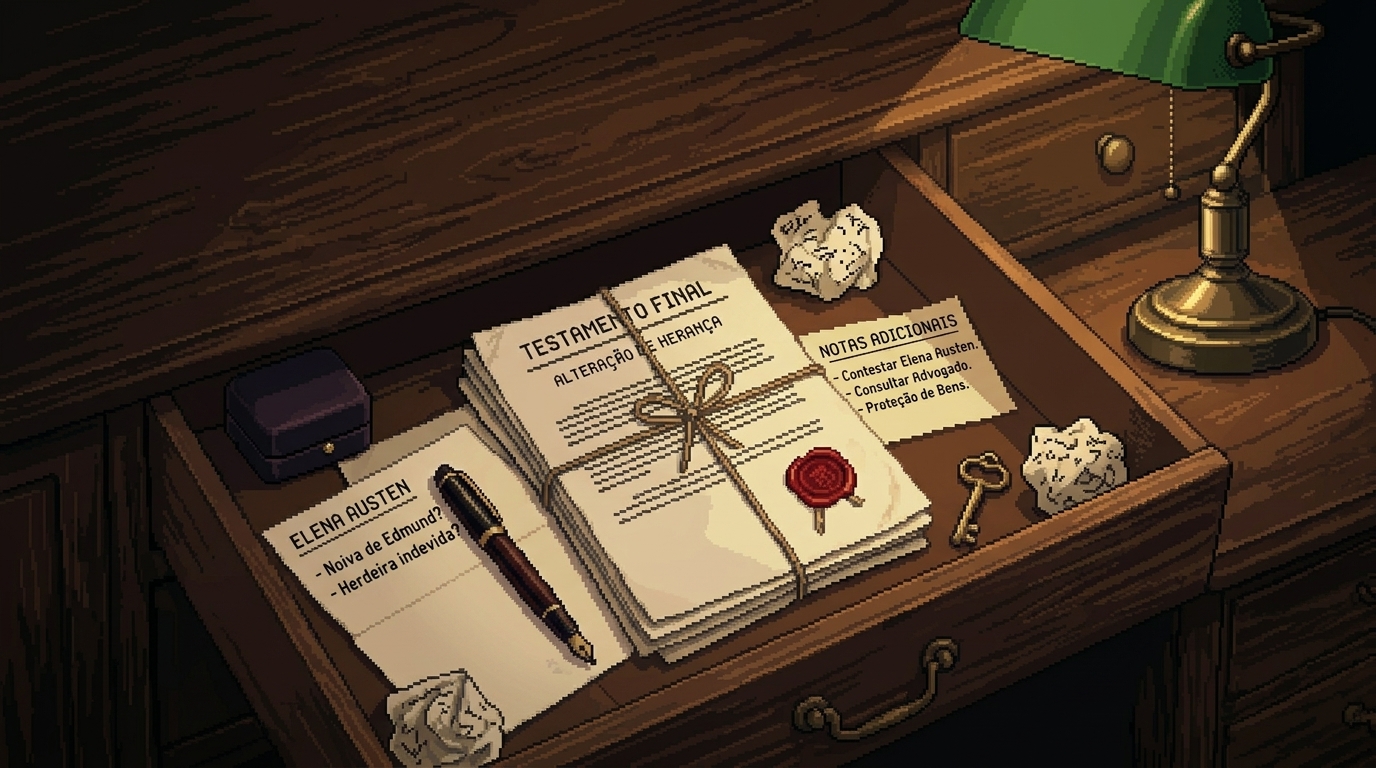 TESTAMENTO FINAL
ALTERAÇÃO DE HERANÇA
NOTAS ADICIONAIS
- Contestar Elena Austen.
- Consultar Advogado.
- Proteção de Bens.
ELENA AUSTEN
- Noiva de Edmund?
- Herdeira indevida?